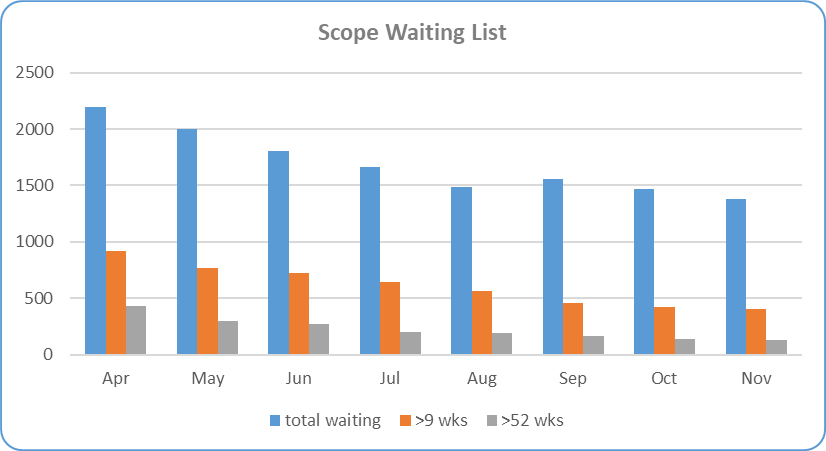 Scope Waiting List
2500
2000
1500
1000
500
0
Apr May Jun Jul Aug Sep Oct Nov
total waiting >9 wks >52 wks